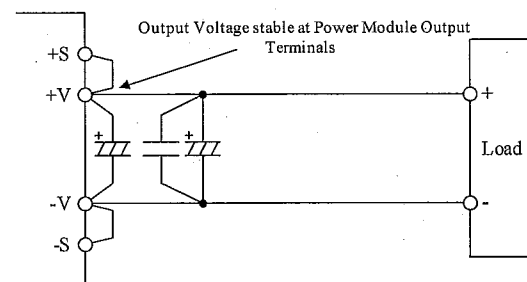 Output Voltage stable at Power Module Output
Terminals
+S
+V
+
+
+
Load
-V
-
-S